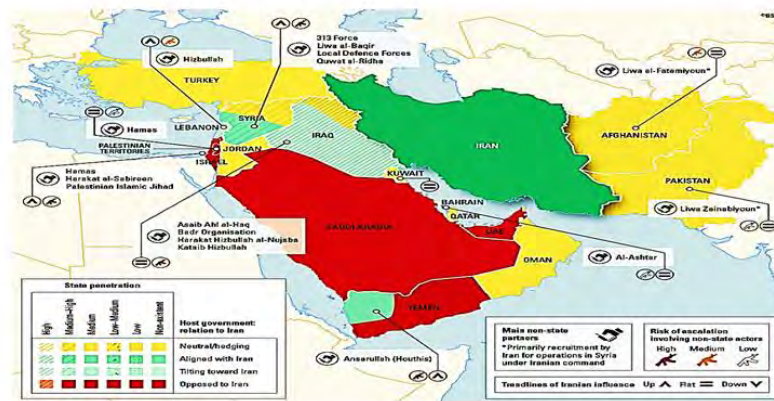 313 Force
Liwa al-Baqir
Local Defence Forces
Quwat al-Ridha
Hizbullah
Liwa al-Fatemiyoun*
TURKEY
SYRIA
LEBANON
Hamas
PALESTINIAN
TERRITORIES
ISRAEL
JORDAN
IRAQ
IRAN
AFGHANISTAN
PAKISTAN
KUWAIT
Hamas
Harakat al-Sabireen
Palestinian Islamic Jihad
BAHRAIN
QATAR
Liwa Zainabiyoun*
Asaib Ahl al-Haq
Badr Organisation
Harakat Hizbullah al-Nujaba
Kataib Hizbullah
SAUDI ARABIA
UAE
Al-Ashtar
OMAN
YEMEN
State penetration
High
Medium-High
Medium
Low-Medium
Low
Non-existent
Host government:
relation to Iran
Neutral/hedging
Aligned with Iran
Tilting toward Iran
Opposed to Iran
Ansarullah (Houthis)
Main non-state
partners
*Primarily recruitment by
Iran for operations in Syria
under Iranian command
Risk of escalation
involving non-state actors
High Medium Low
Trendlines of Iranian influence Up Flat Down